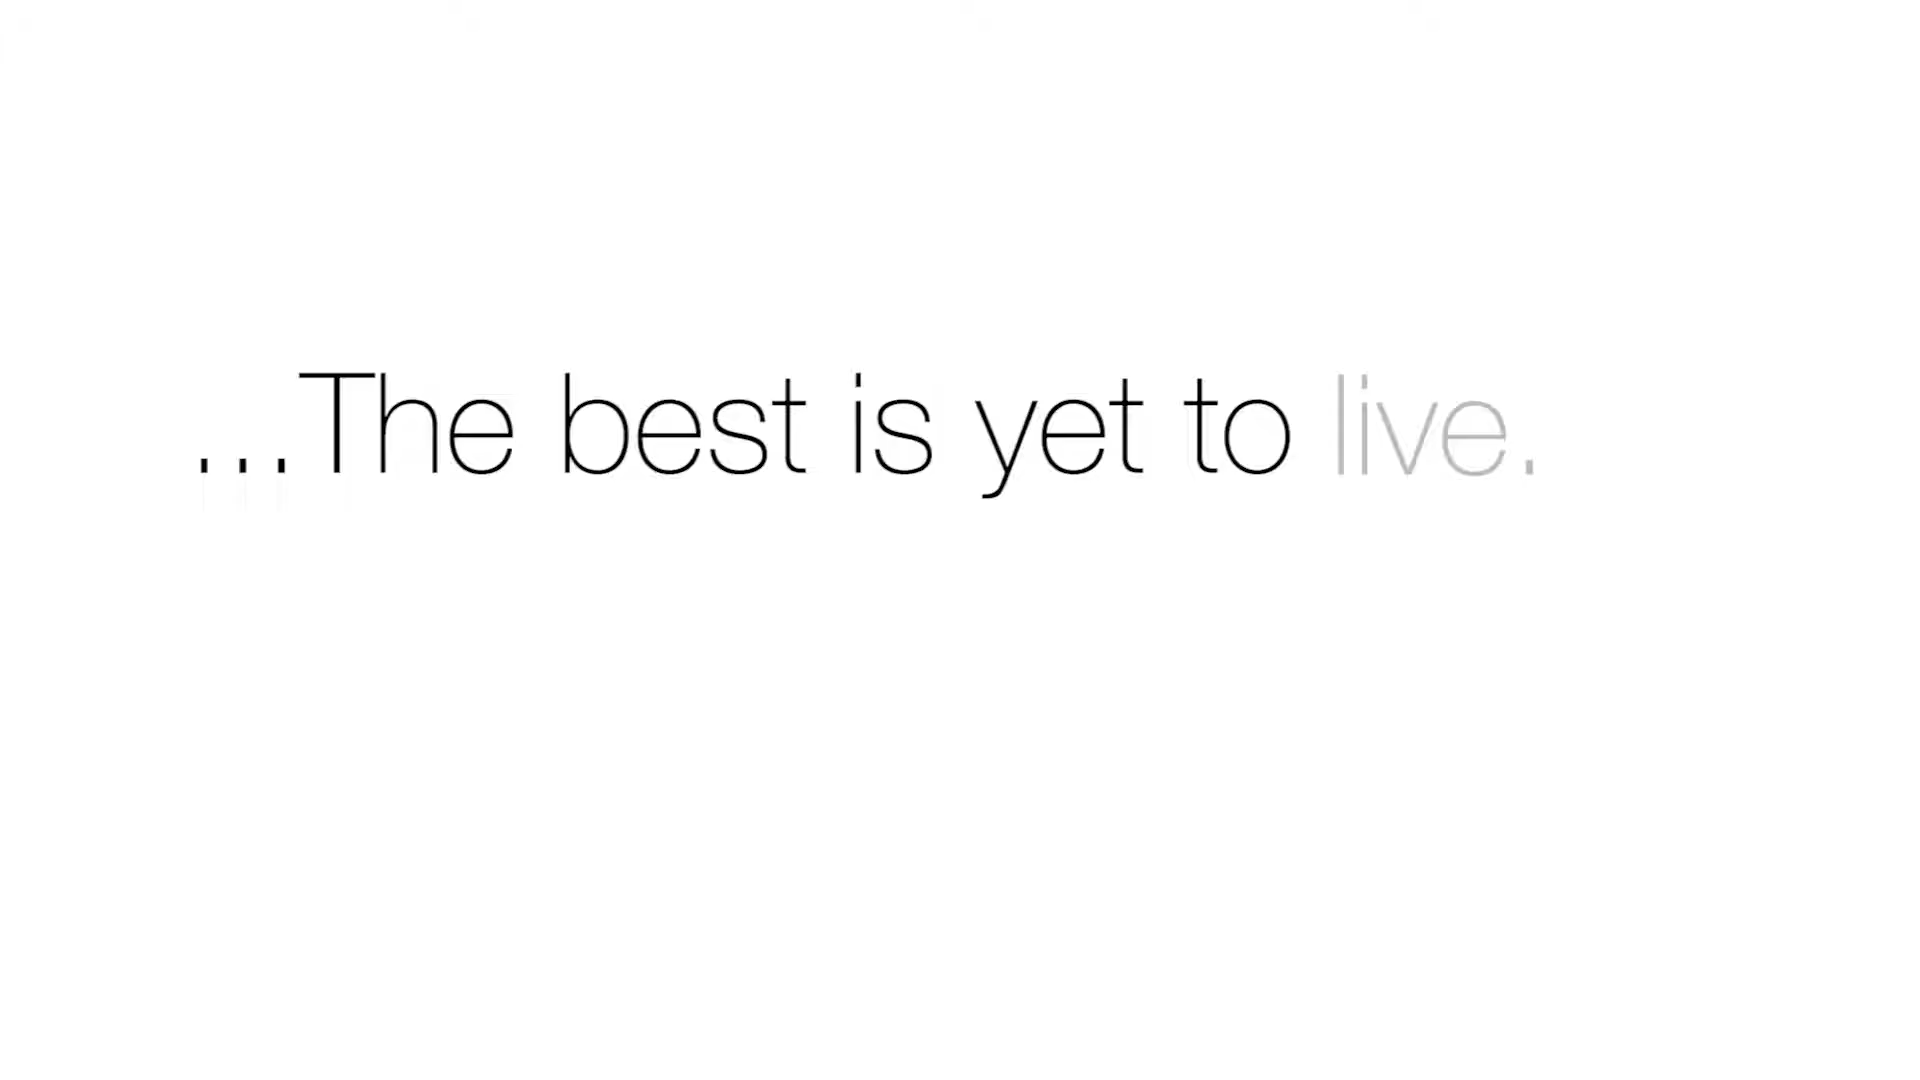 ...The best is yet to live.